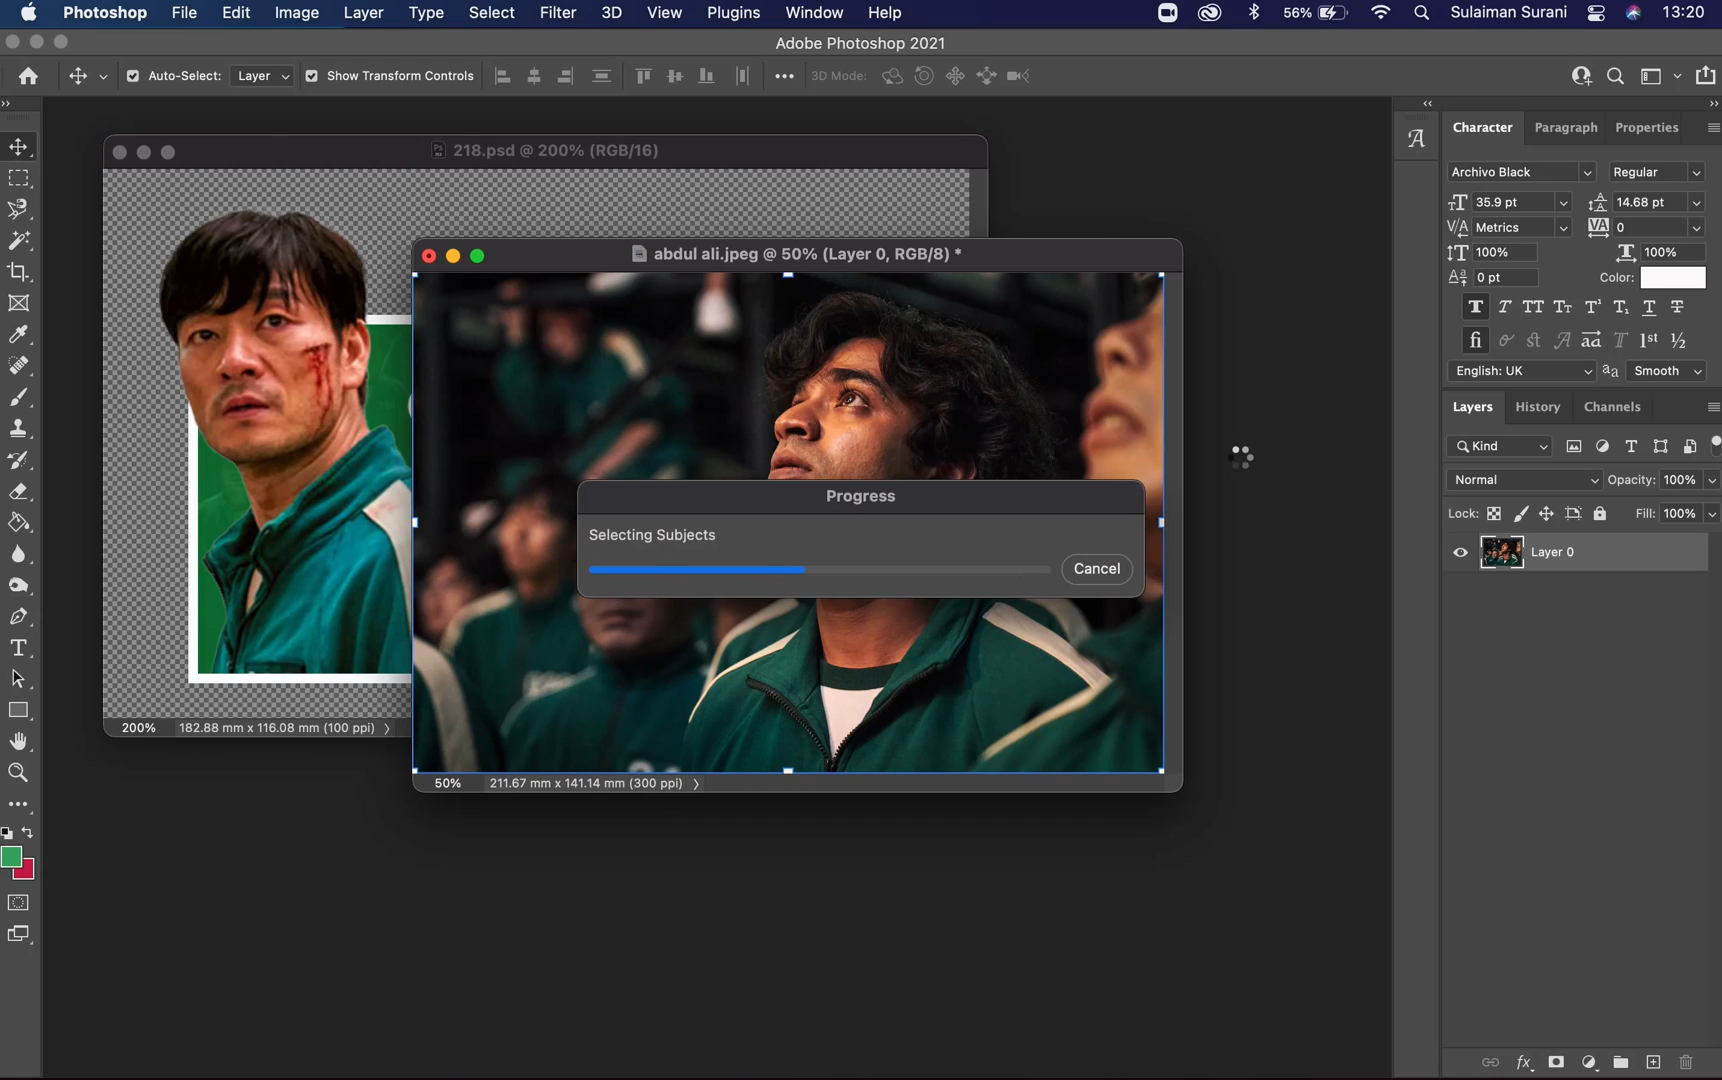 Photoshop File Edit Image Layer Type Select Filter 3D View Plugins Window Help 56% Sulaiman Surani 13:20
Adobe Photoshop 2021
Auto-Select: Layer Show Transform Controls 3D Mode:
218.psd @ 200% (RGB/16)
abdul ali.jpeg @ 50% (Layer 0, RGB/8) *
Progress
Selecting Subjects
Cancel
200% 182.88 mm x 116.08 mm (100 ppi)
50% 211.67 mm x 141.14 mm (300 ppi)
Character Paragraph Properties
Archivo Black Regular
35.9 pt 14.68 pt
Metrics 0
100% 100%
0 pt Color:
English: UK Smooth
Layers History Channels
Kind
Normal Opacity: 100%
Lock: Fill: 100%
Layer 0